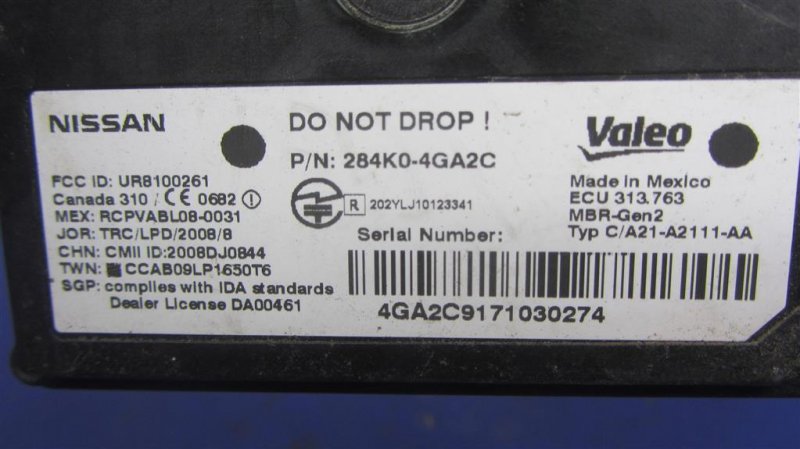 NISSAN
DO NOT DROP !
Valeo
P/N: 284K0-4GA2C
FCC ID: UR8100261
Canada 310 / CE 0682
MEX: RCPVABL08-0031
JOR: TRC/LPD/2008/8
CHN: CMII ID:2008DJ0844
TWN: CCAB09LP1650T6
SGP: complies with IDA standards
Dealer License DA00461
R 202YLJ10123341
Serial Number:
4GA2C9171030274
Made in Mexico
ECU 313.763
MBR-Gen2
Typ C/A21-A2111-AA